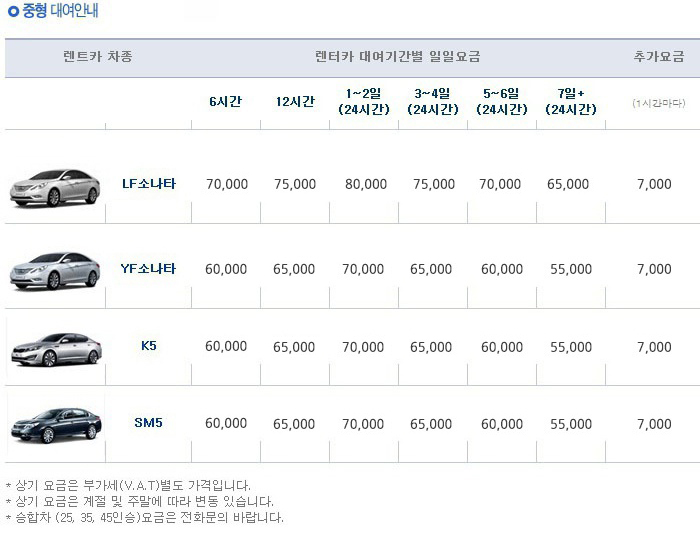 중형 대여안내
렌트카 차종 렌터카 대여기간별 일일요금 추가요금
6시간 12시간 1~2일 (24시간) 3~4일 (24시간) 5~6일 (24시간) 7일+ (24시간) (1시간마다)
LF소나타 70,000 75,000 80,000 75,000 70,000 65,000 7,000
YF소나타 60,000 65,000 70,000 65,000 60,000 55,000 7,000
K5 60,000 65,000 70,000 65,000 60,000 55,000 7,000
SM5 60,000 65,000 70,000 65,000 60,000 55,000 7,000
* 상기 요금은 부가세(V.A.T)별도 가격입니다.
* 상기 요금은 계절 및 주말에 따라 변동 있습니다.
* 승합차 (25, 35, 45인승)요금은 전화문의 바랍니다.